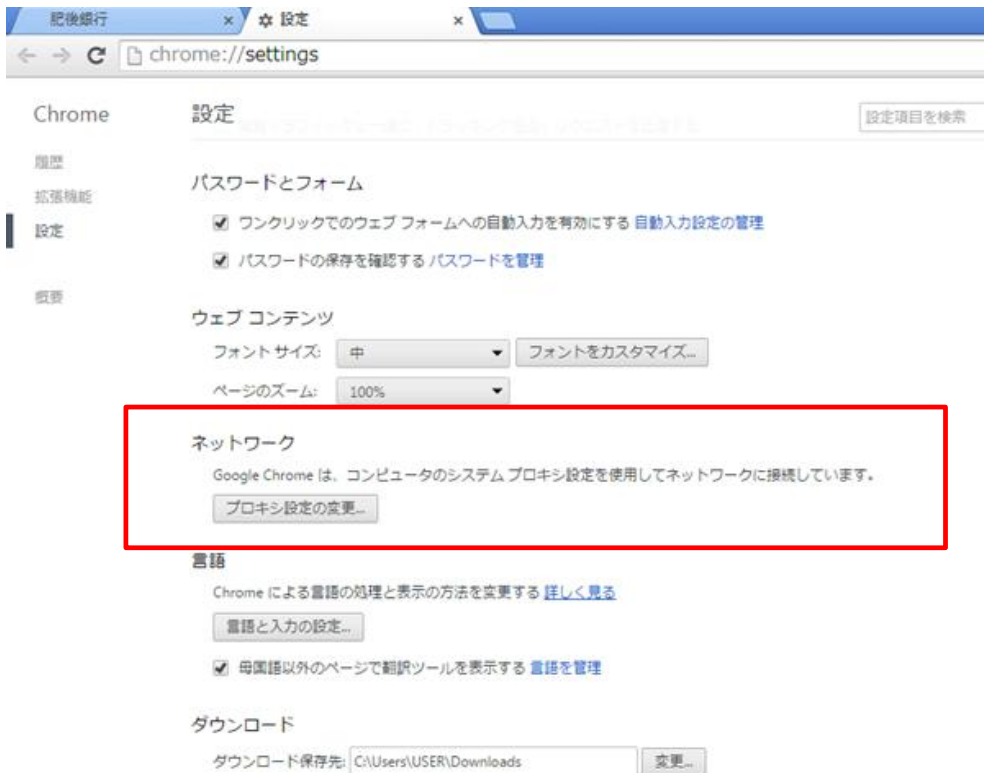 肥後銀行 × 設定 ×
chrome://settings
Chrome 設定 設定項目を検索
履歴
拡張機能
設定
概要
パスワードとフォーム
ワンクリックでのウェブ フォームへの自動入力を有効にする 自動入力設定の管理
パスワードの保存を確認する パスワードを管理
ウェブ コンテンツ
フォント サイズ: 中 フォントをカスタマイズ...
ページのズーム: 100%
ネットワーク
Google Chrome は、コンピュータのシステム プロキシ設定を使用してネットワークに接続しています。
プロキシ設定の変更...
言語
Chrome による言語の処理と表示の方法を変更する 詳しく見る
言語と入力の設定...
母国語以外のページで翻訳ツールを表示する 言語を管理
ダウンロード
ダウンロード保存先: C:\Users\USER\Downloads 変更...